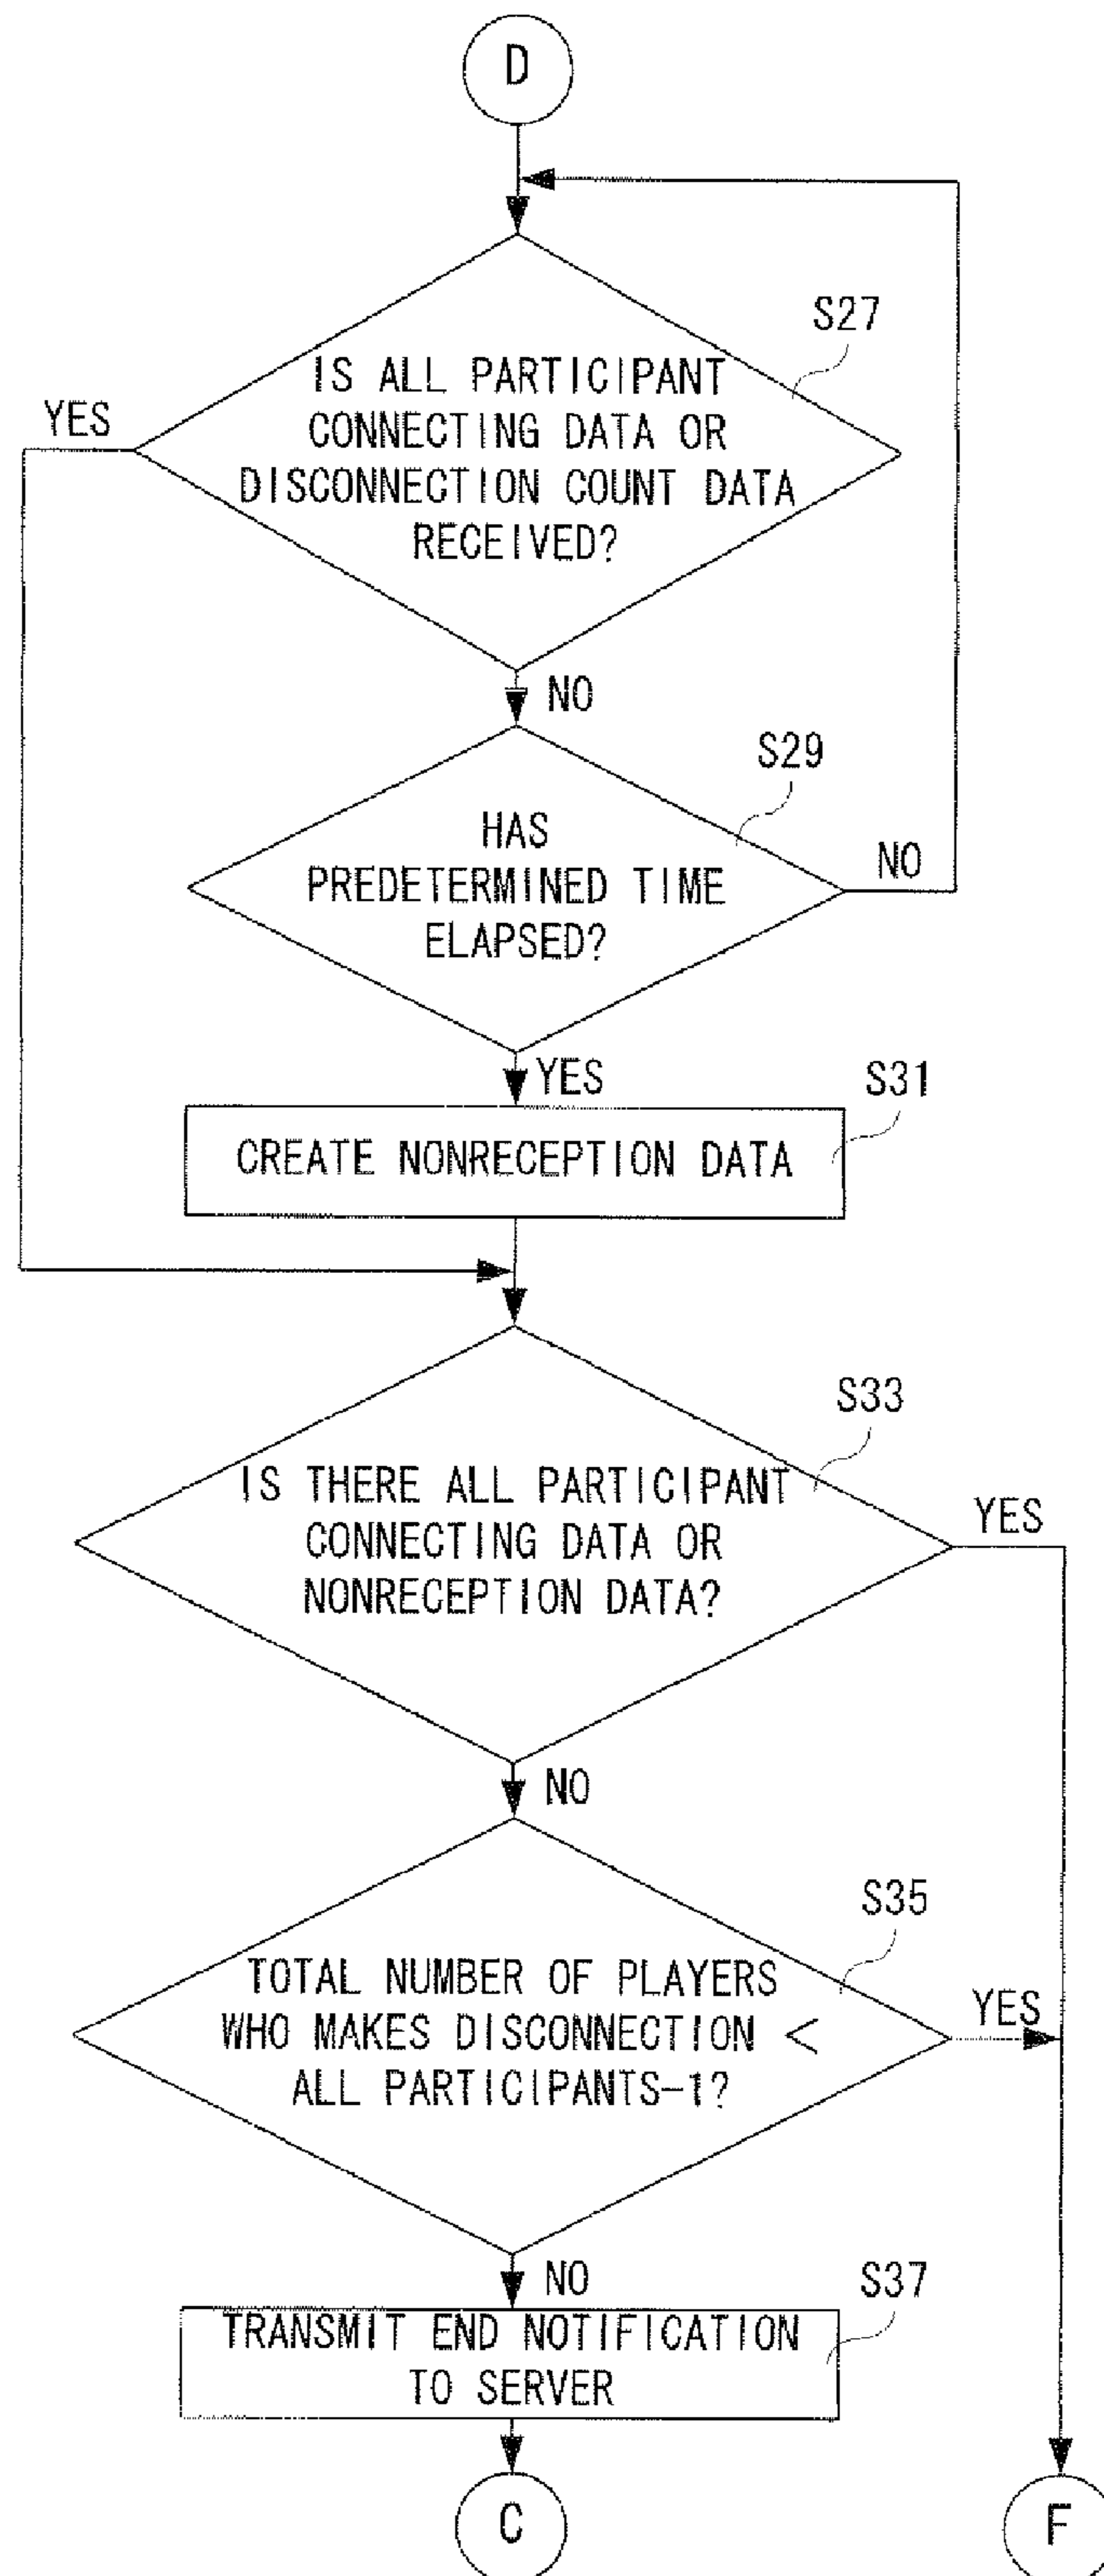 D
S27
IS ALL PARTICIPANT
CONNECTING DATA OR
DISCONNECTION COUNT DATA
RECEIVED?
YES
NO
S29
HAS
PREDETERMINED TIME
ELAPSED?
NO
YES
S31
CREATE NONRECEPTION DATA
S33
IS THERE ALL PARTICIPANT
CONNECTING DATA OR
NONRECEPTION DATA?
YES
NO
S35
TOTAL NUMBER OF PLAYERS
WHO MAKES DISCONNECTION <
ALL PARTICIPANTS-1?
YES
NO
S37
TRANSMIT END NOTIFICATION
TO SERVER
C
F